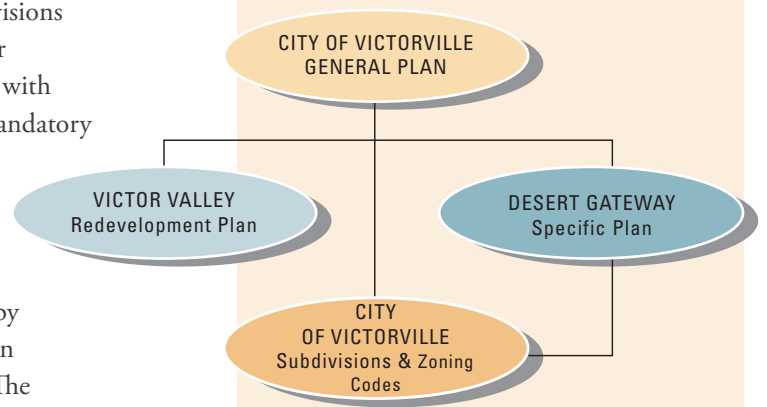 visions
with
andatory
by
CITY OF VICTORVILLE
GENERAL PLAN
VICTOR VALLEY
Redevelopment Plan
DESERT GATEWAY
Specific Plan
CITY
OF VICTORVILLE
Subdivisions & Zoning
Codes